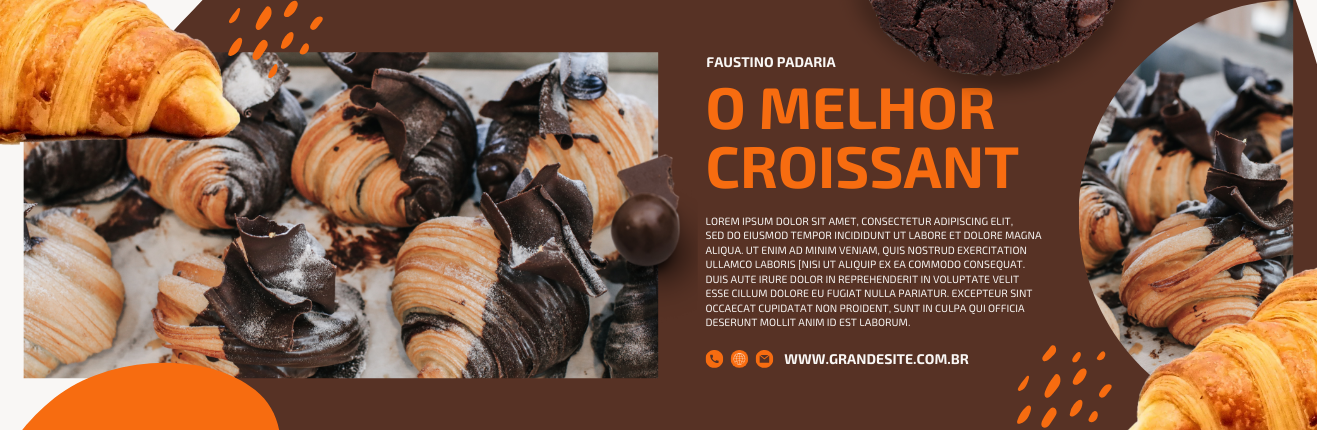 FAUSTINO PADARIA
O MELHOR
CROISSANT
LOREM IPSUM DOLOR SIT AMET, CONSECTETUR ADIPISCING ELIT,
SED DO EIUSMOD TEMPOR INCIDIDUNT UT LABORE ET DOLORE MAGNA
ALIQUA. UT ENIM AD MINIM VENIAM, QUIS NOSTRUD EXERCITATION
ULLAMCO LABORIS [NISI UT ALIQUIP EX EA COMMODO CONSEQUAT.
DUIS AUTE IRURE DOLOR IN REPREHENDERIT IN VOLUPTATE VELIT
ESSE CILLUM DOLORE EU FUGIAT NULLA PARIATUR. EXCEPTEUR SINT
OCCAECAT CUPIDATAT NON PROIDENT, SUNT IN CULPA QUI OFFICIA
DESERUNT MOLLIT ANIM ID EST LABORUM.
WWW.GRANDESITE.COM.BR